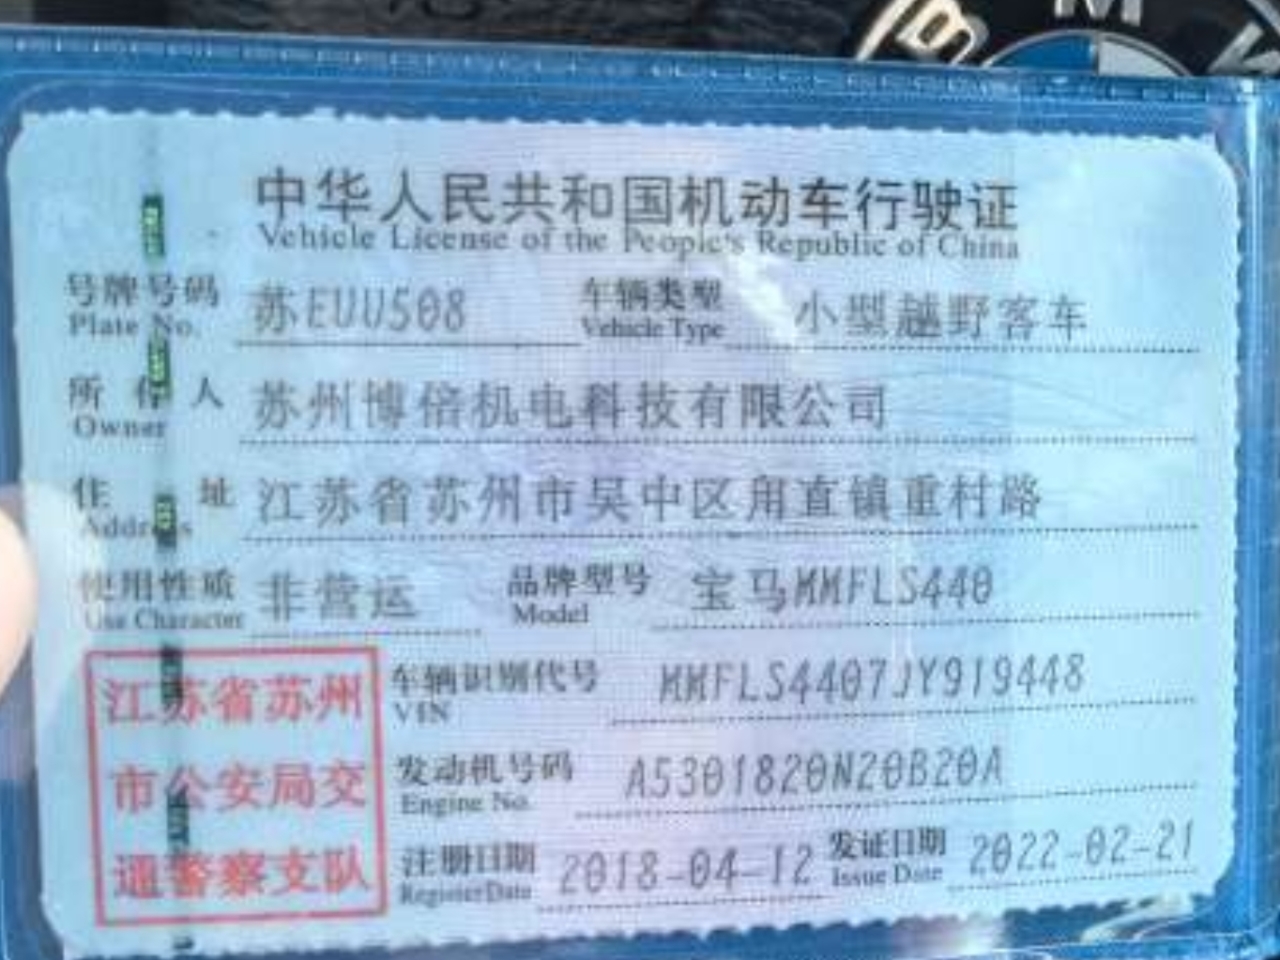 B M W
中华人民共和国机动车行驶证
Vehicle License of the People's Republic of China
号牌号码 苏EUU508 车辆类型 小型越野客车
Plate No. Vehicle Type
所有人 苏州博倍机电科技有限公司
Owner
住址 江苏省苏州市吴中区甪直镇重村路
Address
使用性质 非营运 品牌型号 宝马MMFLS440
Use Character Model
江苏省苏州
市公安局交
通警察支队
车辆识别代号 MMFLS4407JY919448
VIN
发动机号码 A5301820N20B20A
Engine No.
注册日期 2018-04-12 发证日期 2022-02-21
Register Date Issue Date